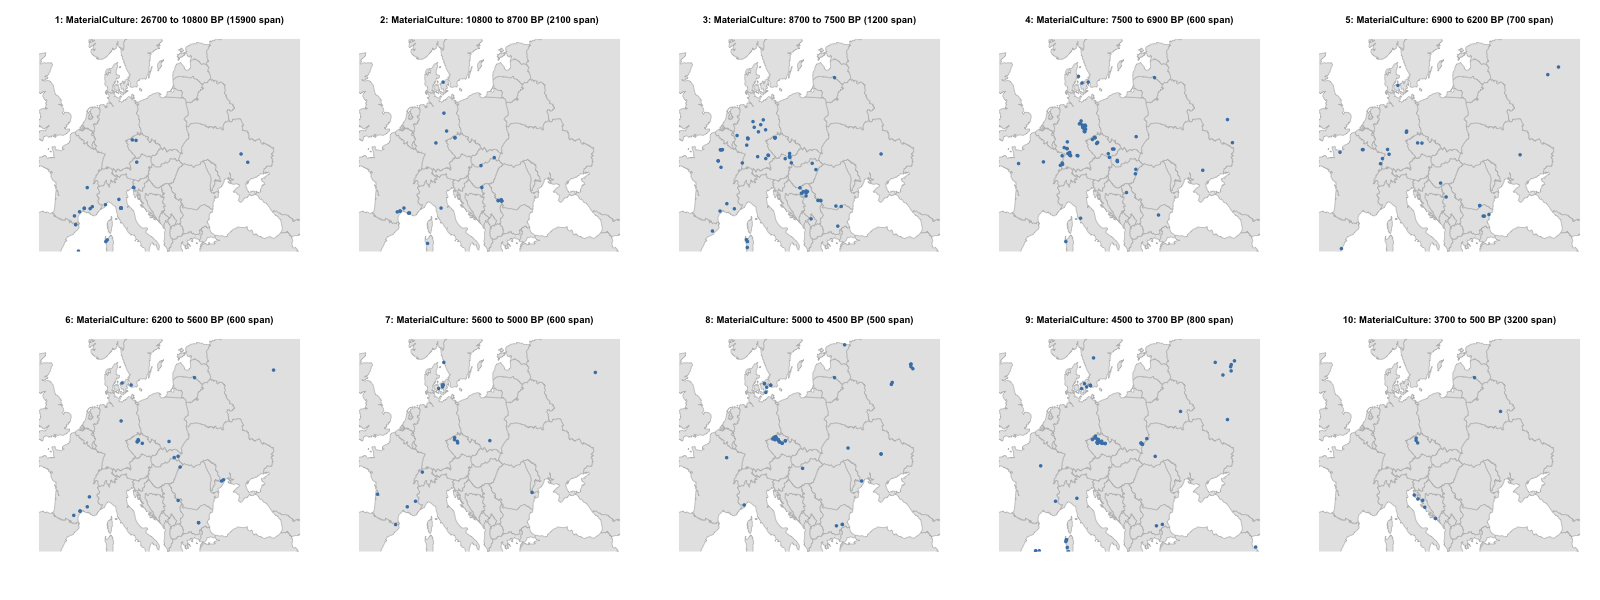 1: MaterialCulture: 26700 to 10800 BP (15900 span)
2: MaterialCulture: 10800 to 8700 BP (2100 span)
3: MaterialCulture: 8700 to 7500 BP (1200 span)
4: MaterialCulture: 7500 to 6900 BP (600 span)
5: MaterialCulture: 6900 to 6200 BP (700 span)
6: MaterialCulture: 6200 to 5600 BP (600 span)
7: MaterialCulture: 5600 to 5000 BP (600 span)
8: MaterialCulture: 5000 to 4500 BP (500 span)
9: MaterialCulture: 4500 to 3700 BP (800 span)
10: MaterialCulture: 3700 to 500 BP (3200 span)